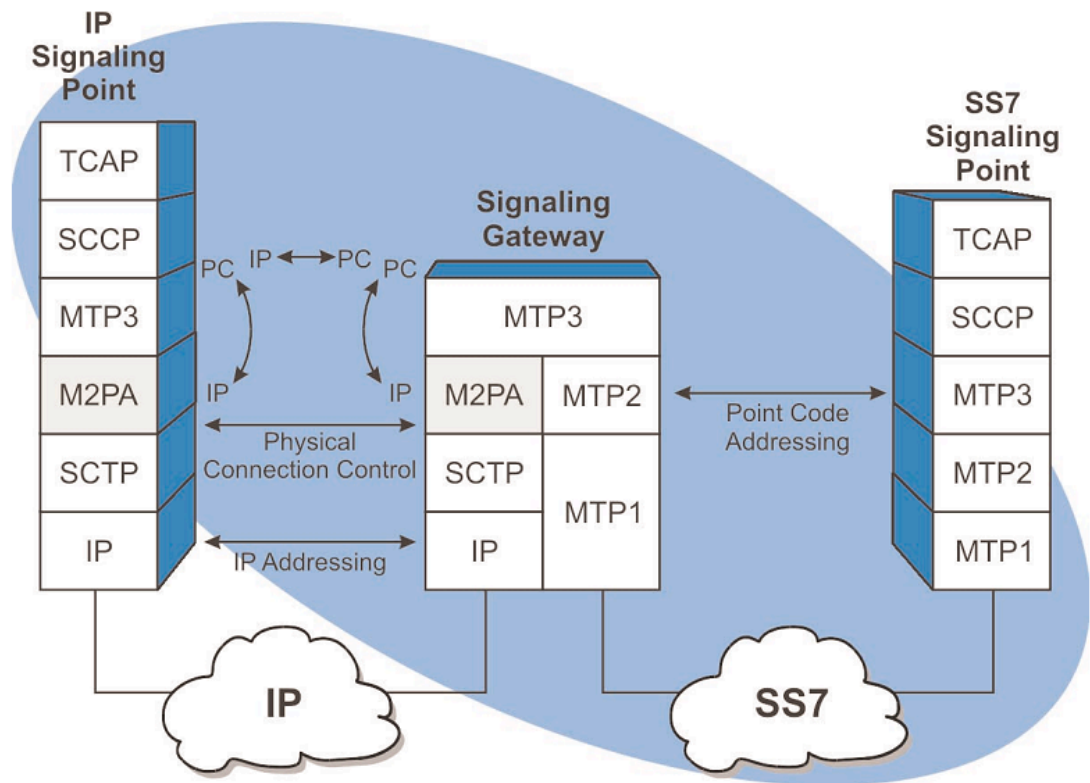 IP
Signaling
Point
TCAP
SCCP
MTP3
M2PA
SCTP
IP
PC
IP
PC
PC
IP
IP
Physical
Connection Control
IP Addressing
Signaling
Gateway
MTP3
M2PA
MTP2
SCTP
MTP1
IP
Point Code
Addressing
SS7
Signaling
Point
TCAP
SCCP
MTP3
MTP2
MTP1
IP
SS7